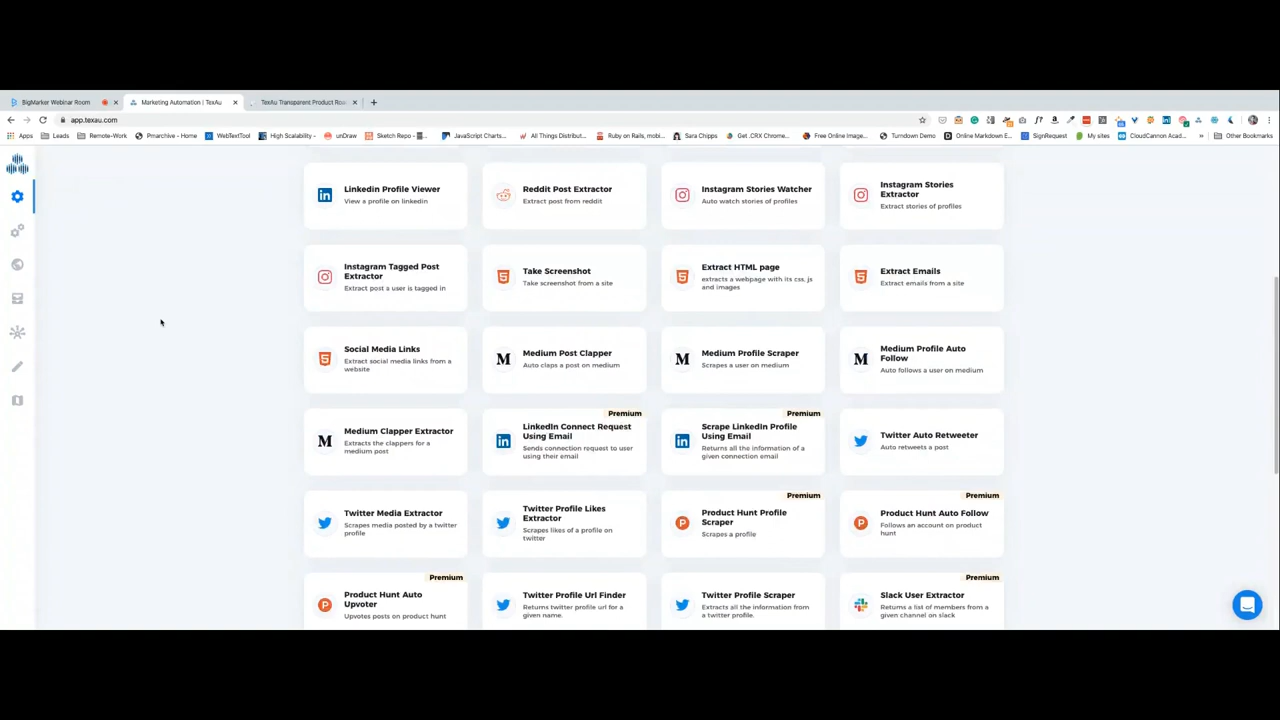 BigMarker Webinar Room
Marketing Automation | TexAu
TexAu Transparent Product Roa
app.texau.com
Apps
Leads
Remote-Work
Pmarchive - Home
WebTextTool
High Scalability -
unDraw
Sketch Repo -
JavaScript Charts...
All Things Distribut...
Ruby on Rails, mobi...
Sara Chipps
Get .CRX Chrome...
Free Online Image...
Turndown Demo
Online Markdown E...
SignRequest
My sites
CloudCannon Acad...
Other Bookmarks
Linkedin Profile Viewer
View a profile on linkedin
Reddit Post Extractor
Extract post from reddit
Instagram Stories Watcher
Auto watch stories of profiles
Instagram Stories
Extractor
Extract stories of profiles
Instagram Tagged Post
Extractor
Extract post a user is tagged in
Take Screenshot
Take screenshot from a site
Extract HTML page
extracts a webpage with its css, js
and images
Extract Emails
Extract emails from a site
Social Media Links
Extract social media links from a
website
Medium Post Clapper
Auto claps a post on medium
Medium Profile Scraper
Scrapes a user on medium
Medium Profile Auto
Follow
Auto follows a user on medium
Medium Clapper Extractor
Extracts the clappers for a
medium post
Premium
LinkedIn Connect Request
Using Email
Sends connection request to user
using their email
Premium
Scrape LinkedIn Profile
Using Email
Returns all the information of a
given connection email
Twitter Auto Retweeter
Auto retweets a post
Twitter Media Extractor
Scrapes media posted by a twitter
profile
Twitter Profile Likes
Extractor
Scrapes likes of a profile on
twitter
Premium
Product Hunt Profile
Scraper
Scrapes a profile
Premium
Product Hunt Auto Follow
Follows an account on product
hunt
Premium
Product Hunt Auto
Upvoter
Upvotes posts on product hunt
Twitter Profile Url Finder
Returns twitter profile url for a
given name.
Twitter Profile Scraper
Extracts all the information from
a twitter profile.
Premium
Slack User Extractor
Returns a list of members from a
given channel on slack